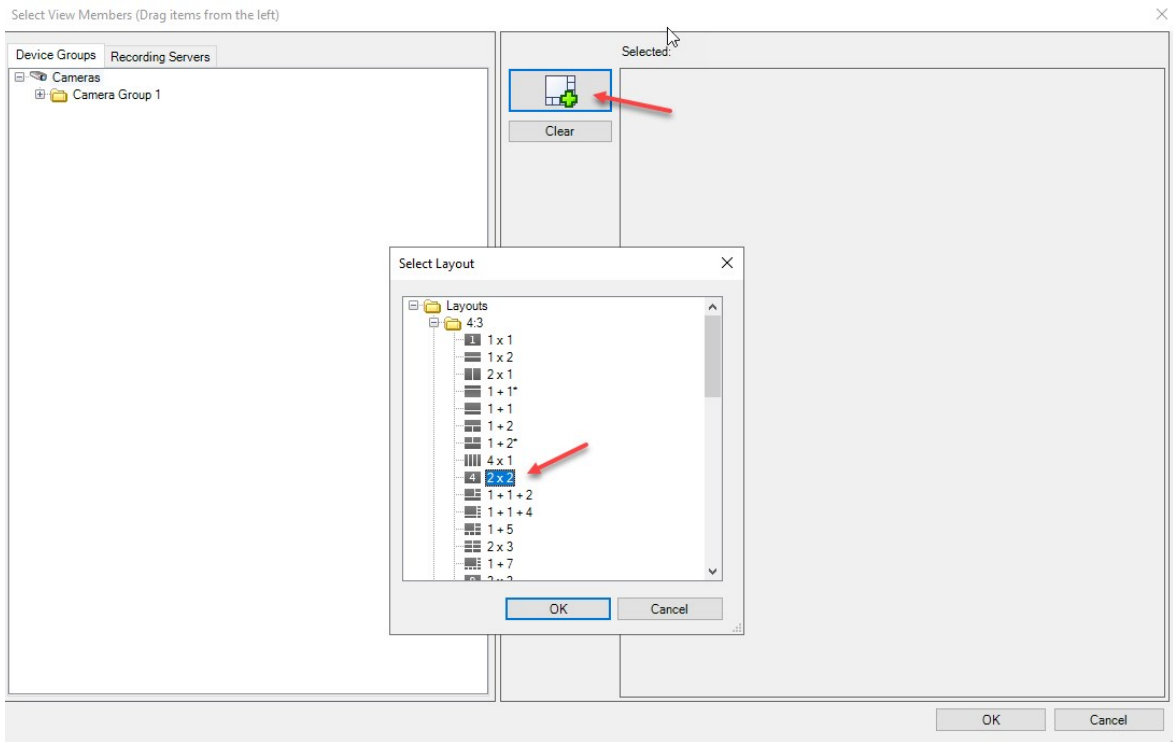 Select View Members (Drag items from the left)
Device Groups
Recording Servers
Cameras
Camera Group 1
Selected:
Clear
Select Layout
Layouts
4:3
1 1 x 1
1 x 2
2 x 1
1 + 1*
1 + 1
1 + 2
1 + 2*
4 x 1
4 2 x 2
1 + 1 + 2
1 + 1 + 4
1 + 5
2 x 3
1 + 7
OK
Cancel
OK
Cancel